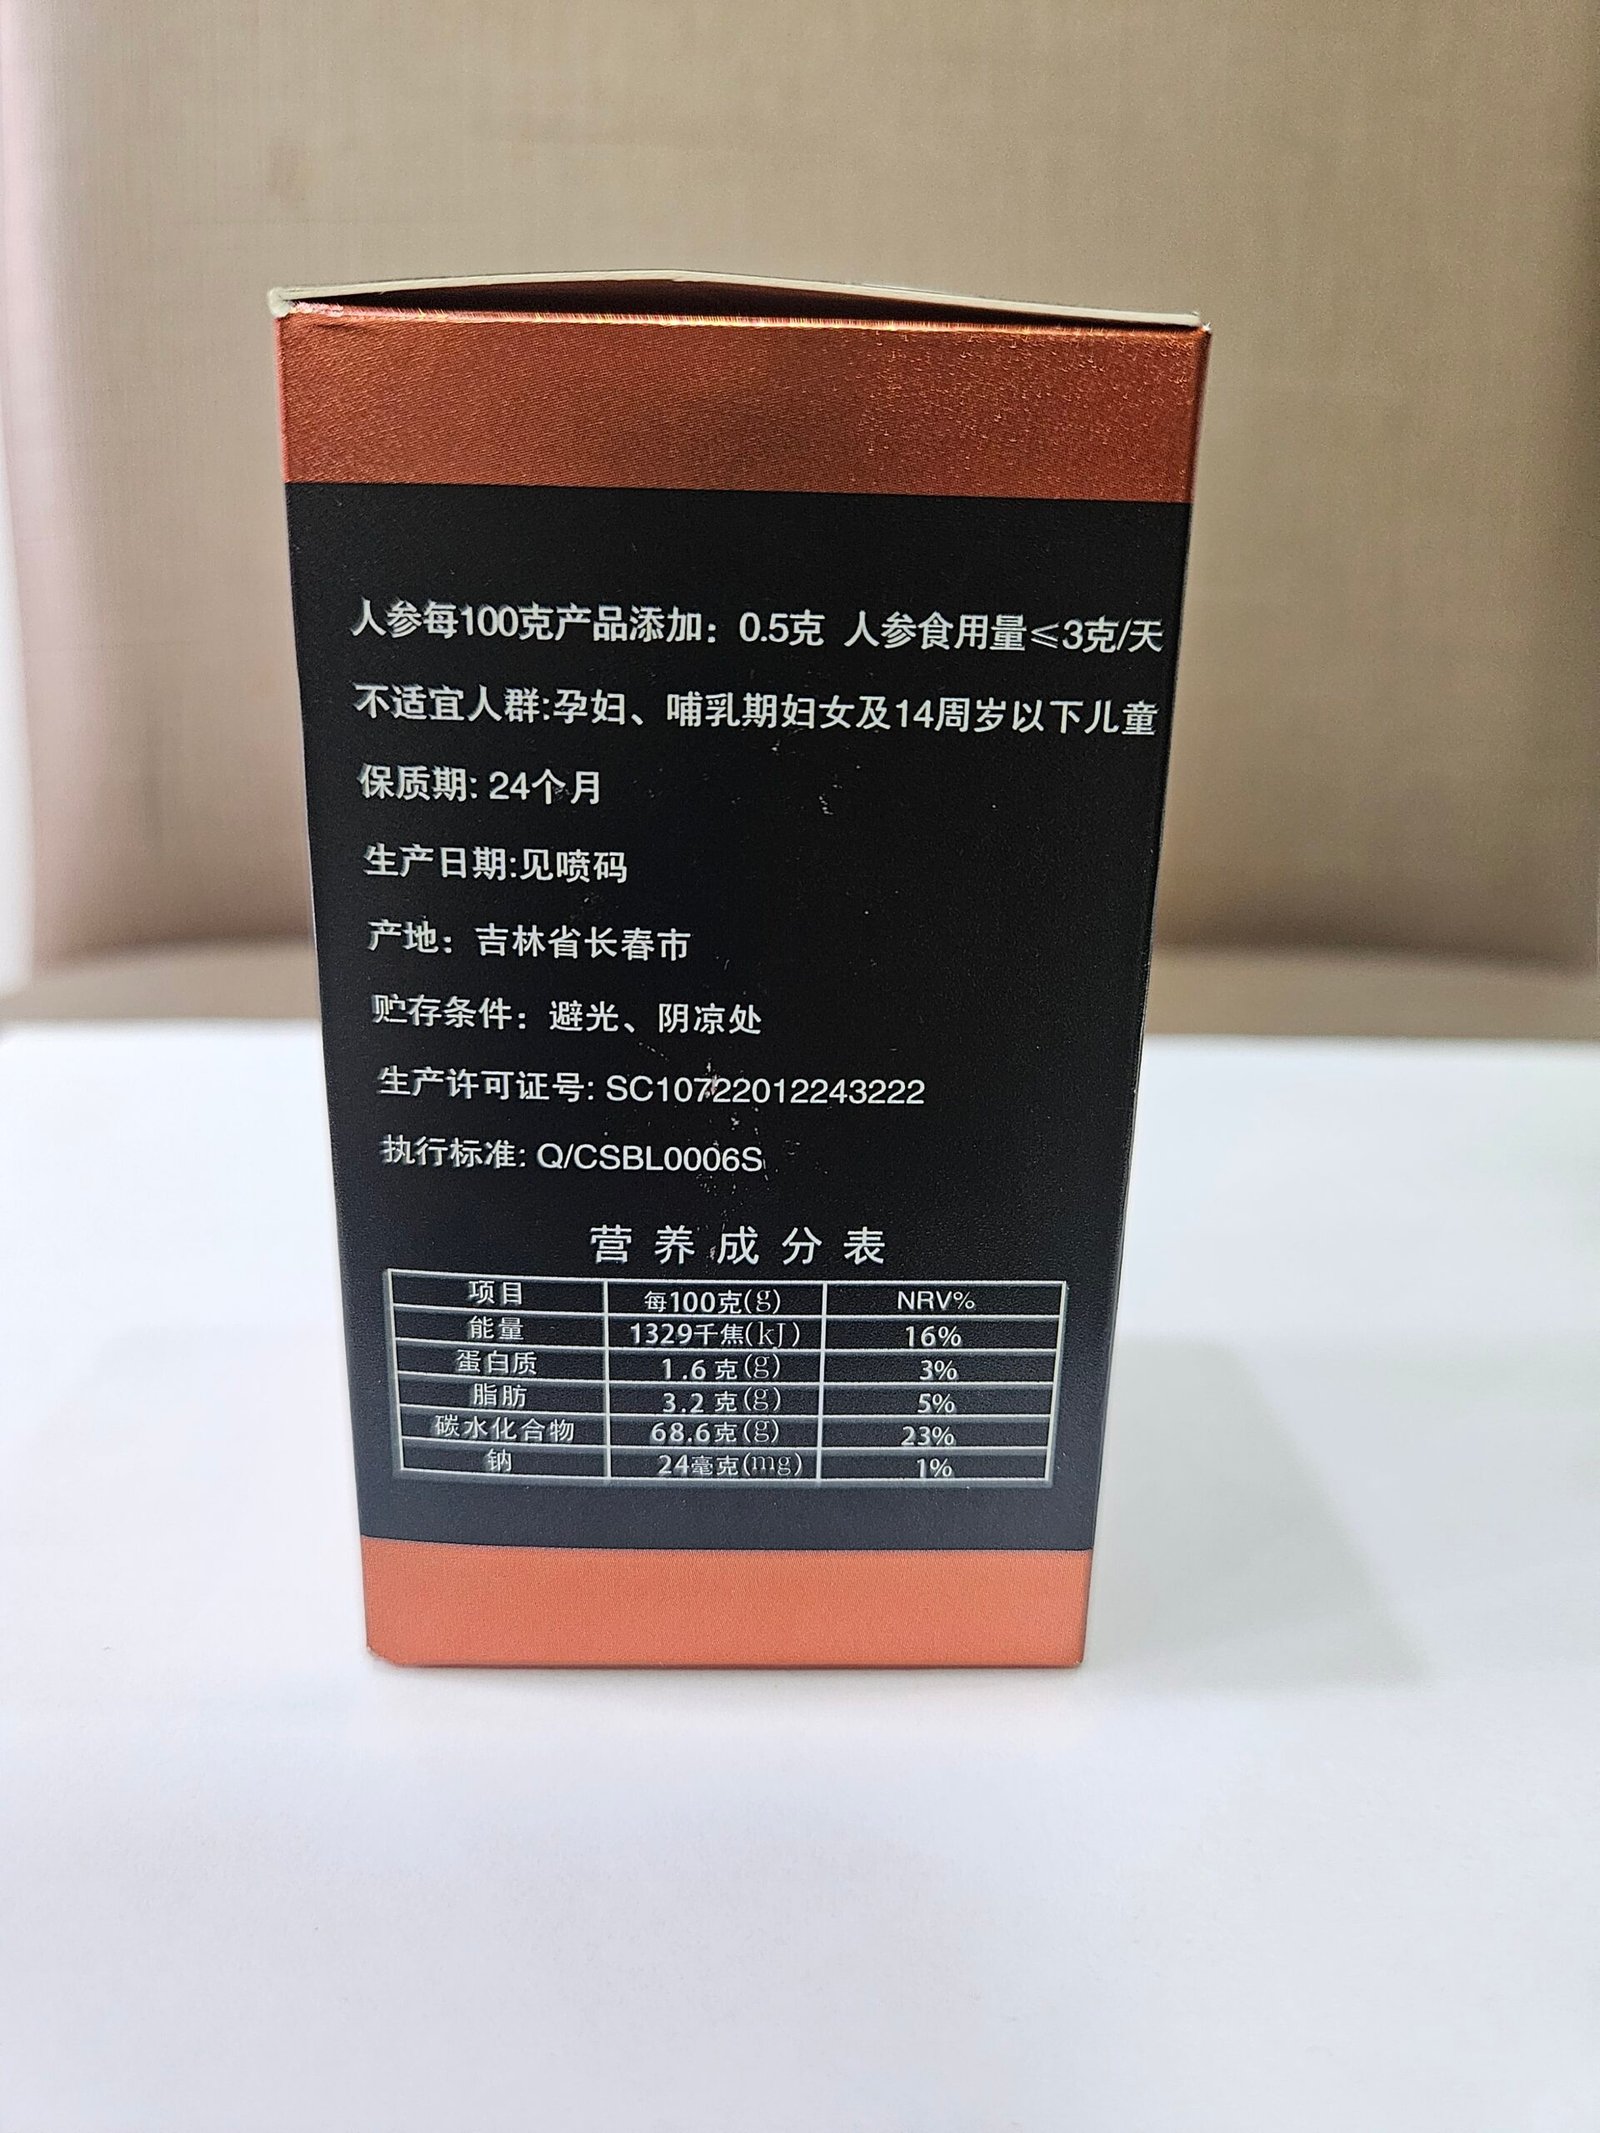 人参每100克产品添加：0.5克 人参食用量≤3克/天
不适宜人群:孕妇、哺乳期妇女及14周岁以下儿童
保质期: 24个月
生产日期:见喷码
产地：吉林省长春市
贮存条件：避光、阴凉处
生产许可证号: SC10722012243222
执行标准: Q/CSBL0006S
营养成分表
项目 每100克(g) NRV%
能量 1329千焦(kJ) 16%
蛋白质 1.6克(g) 3%
脂肪 3.2克(g) 5%
碳水化合物 68.6克(g) 23%
钠 24毫克(mg) 1%